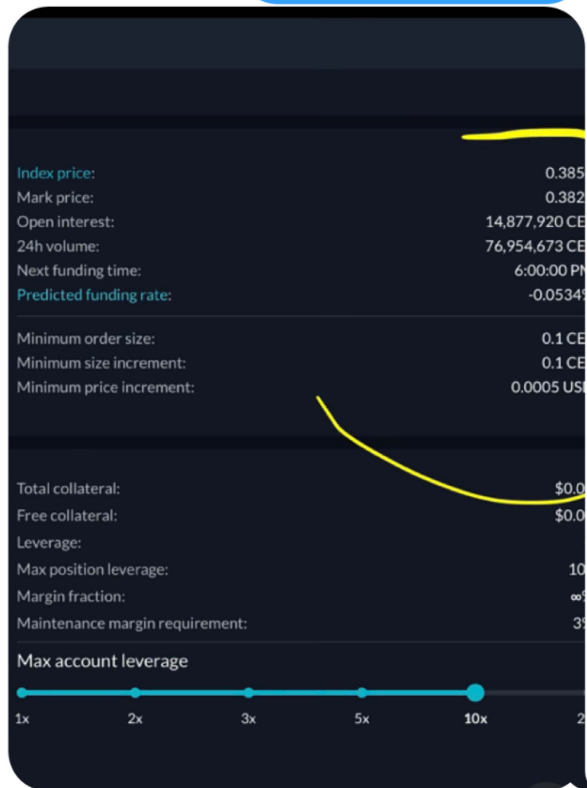 Index price: 0.385
Mark price: 0.382
Open interest: 14,877,920 CE
24h volume: 76,954,673 CE
Next funding time: 6:00:00 P
Predicted funding rate: -0.0534
Minimum order size: 0.1 CE
Minimum size increment: 0.1 CE
Minimum price increment: 0.0005 US
Total collateral: $0.0
Free collateral: $0.0
Leverage:
Max position leverage: 10
Margin fraction: ∞
Maintenance margin requirement: 3
Max account leverage
1x 2x 3x 5x 10x 2